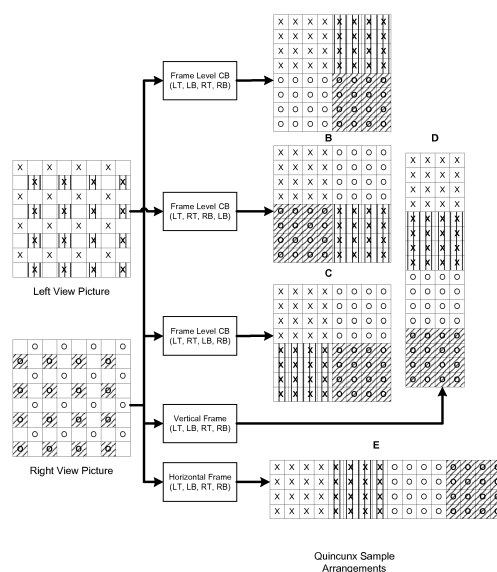 Frame Level CB
(LT, LB, RT, RB)
X X X X X X X X
X X X X X X X X
X X X X X X X X
X X X X X X X X
O O O O O O O O
O O O O O O O O
O O O O O O O O
O O O O O O O O
B
D
X X X X
X X X X
X X X X
X X X X
X X X X
X X X X
X X X X
X X X X
Left View Picture
Frame Level CB
(LT, RT, RB, LB)
X X X X O O O O
X X X X O O O O
X X X X O O O O
X X X X O O O O
O O O O X X X X
O O O O X X X X
O O O O X X X X
O O O O X X X X
C
X X X X
X X X X
X X X X
X X X X
X X X X
X X X X
X X X X
X X X X
O O O O
O O O O
O O O O
O O O O
O O O O
O O O O
O O O O
O O O O
Frame Level CB
(LT, RT, LB, RB)
X X X X O O O O
X X X X O O O O
X X X X O O O O
X X X X O O O O
X X X X O O O O
X X X X O O O O
X X X X O O O O
X X X X O O O O
O O O O
O O O O
O O O O
O O O O
O O O O
O O O O
O O O O
O O O O
Right View Picture
Vertical Frame
(LT, LB, RT, RB)
E
Horizontal Frame
(LT, LB, RT, RB)
X X X X X X X X O O O O O O O O
X X X X X X X X O O O O O O O O
X X X X X X X X O O O O O O O O
X X X X X X X X O O O O O O O O
Quincunx Sample
Arrangements